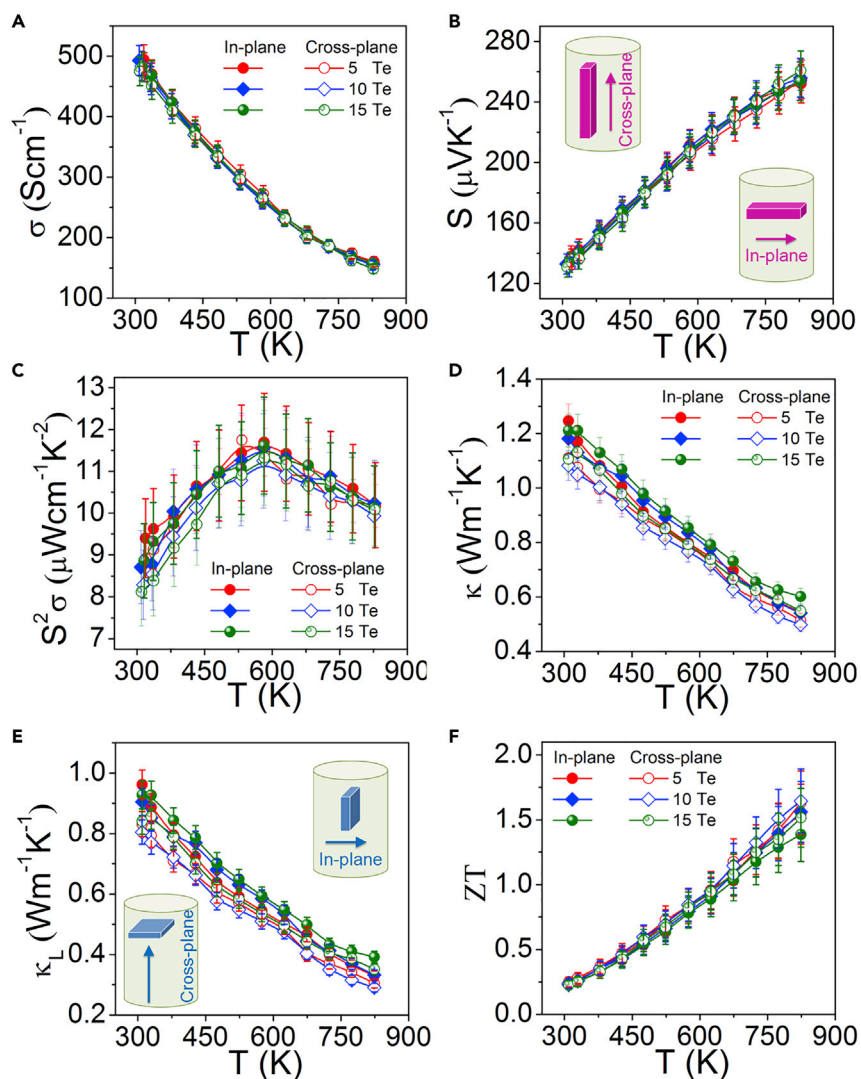 A
σ (Scm⁻¹)
500
400
300
200
100
In-plane Cross-plane
5 Te
10 Te
15 Te
300 450 600 750 900
T (K)
B
S (μVK⁻¹)
280
250
220
190
160
130
Cross-plane
In-plane
300 450 600 750 900
T (K)
C
S²σ (μWcm⁻¹K⁻²)
13
12
11
10
9
8
7
In-plane Cross-plane
5 Te
10 Te
15 Te
300 450 600 750 900
T (K)
D
κ (Wm⁻¹K⁻¹)
1.4
1.2
1.0
0.8
0.6
0.4
In-plane Cross-plane
5 Te
10 Te
15 Te
300 450 600 750 900
T (K)
E
κL (Wm⁻¹K⁻¹)
1.0
0.8
0.6
0.4
0.2
In-plane
Cross-plane
300 450 600 750 900
T (K)
F
ZT
2.0
1.5
1.0
0.5
0.0
In-plane Cross-plane
5 Te
10 Te
15 Te
300 450 600 750 900
T (K)